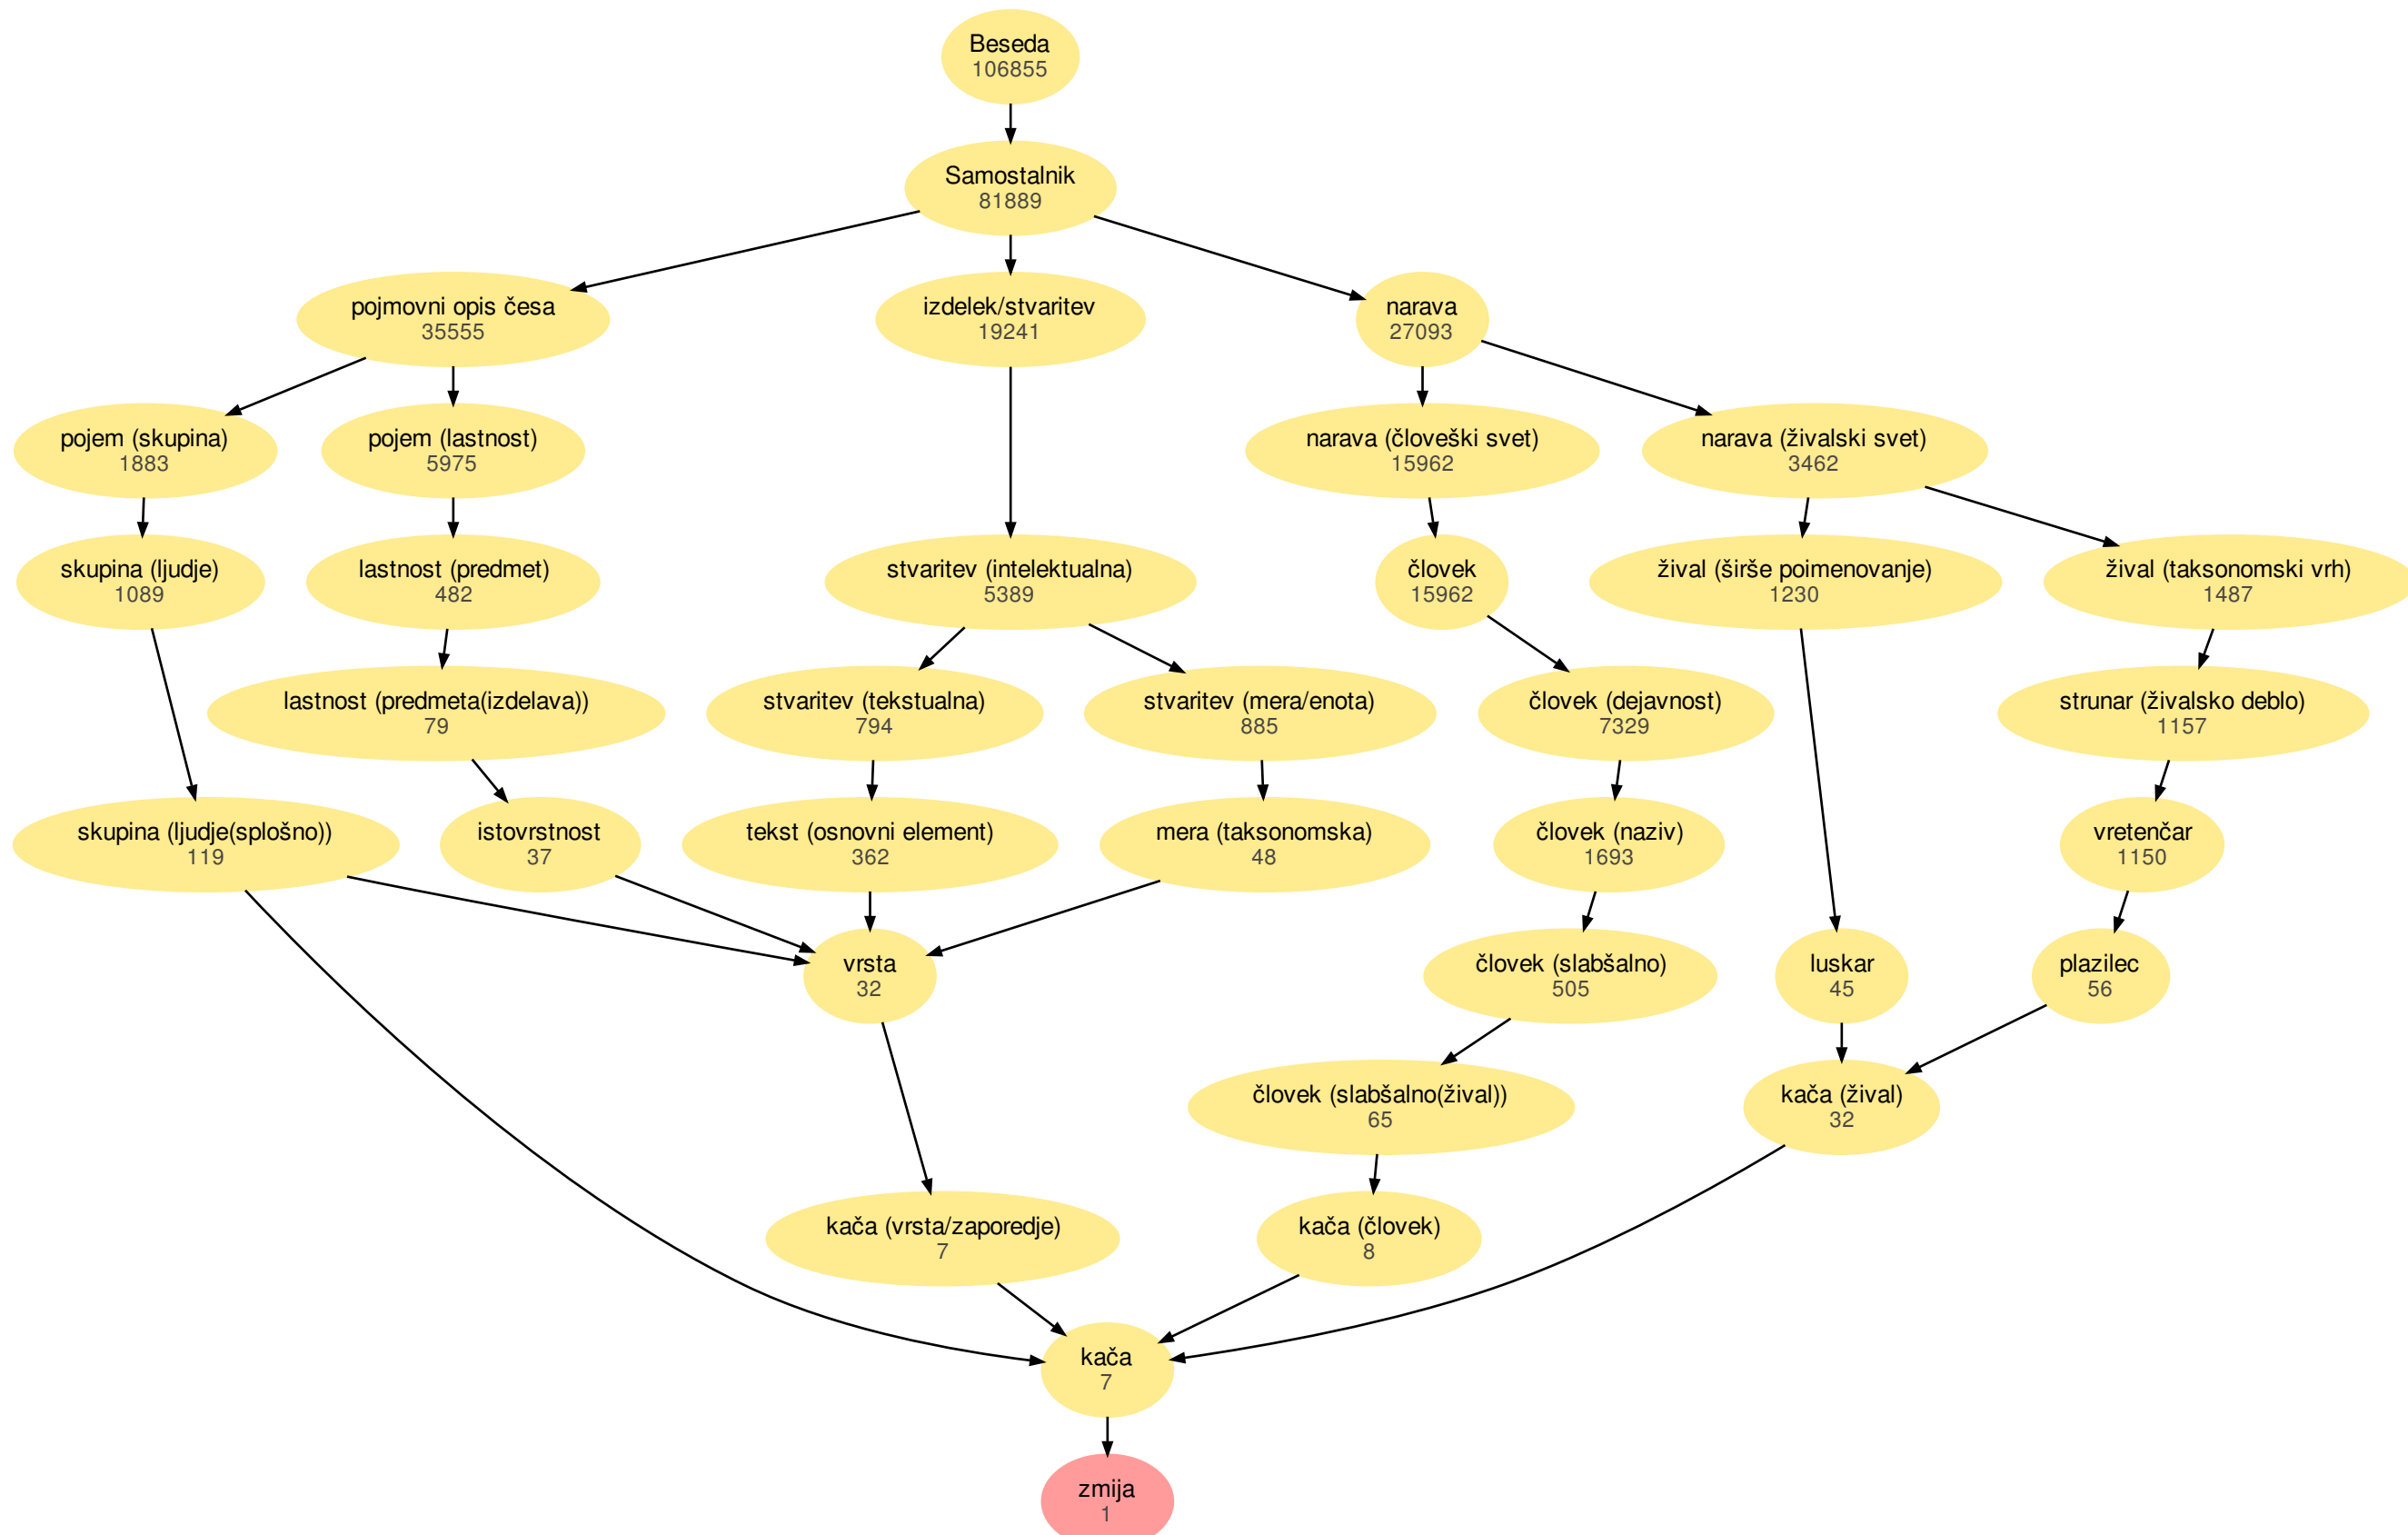 Beseda
106855
Samostalnik
81889
pojmovni opis česa
35555
izdelek/stvaritev
19241
narava
27093
pojem (skupina)
1883
pojem (lastnost)
5975
narava (človeški svet)
15962
narava (živalski svet)
3462
skupina (ljudje)
1089
lastnost (predmet)
482
stvaritev (intelektualna)
5389
človek
15962
žival (širše poimenovanje)
1230
žival (taksonomski vrh)
1487
lastnost (predmeta(izdelava))
79
stvaritev (tekstualna)
794
stvaritev (mera/enota)
885
človek (dejavnost)
7329
strunar (živalsko deblo)
1157
skupina (ljudje(splošno))
119
istovrstnost
37
tekst (osnovni element)
362
mera (taksonomska)
48
človek (naziv)
1693
vretenčar
1150
vrsta
32
človek (slabšalno)
505
luskar
45
plazilec
56
človek (slabšalno(žival))
65
kača (žival)
32
kača (vrsta/zaporedje)
7
kača (človek)
8
kača
7
zmija
1